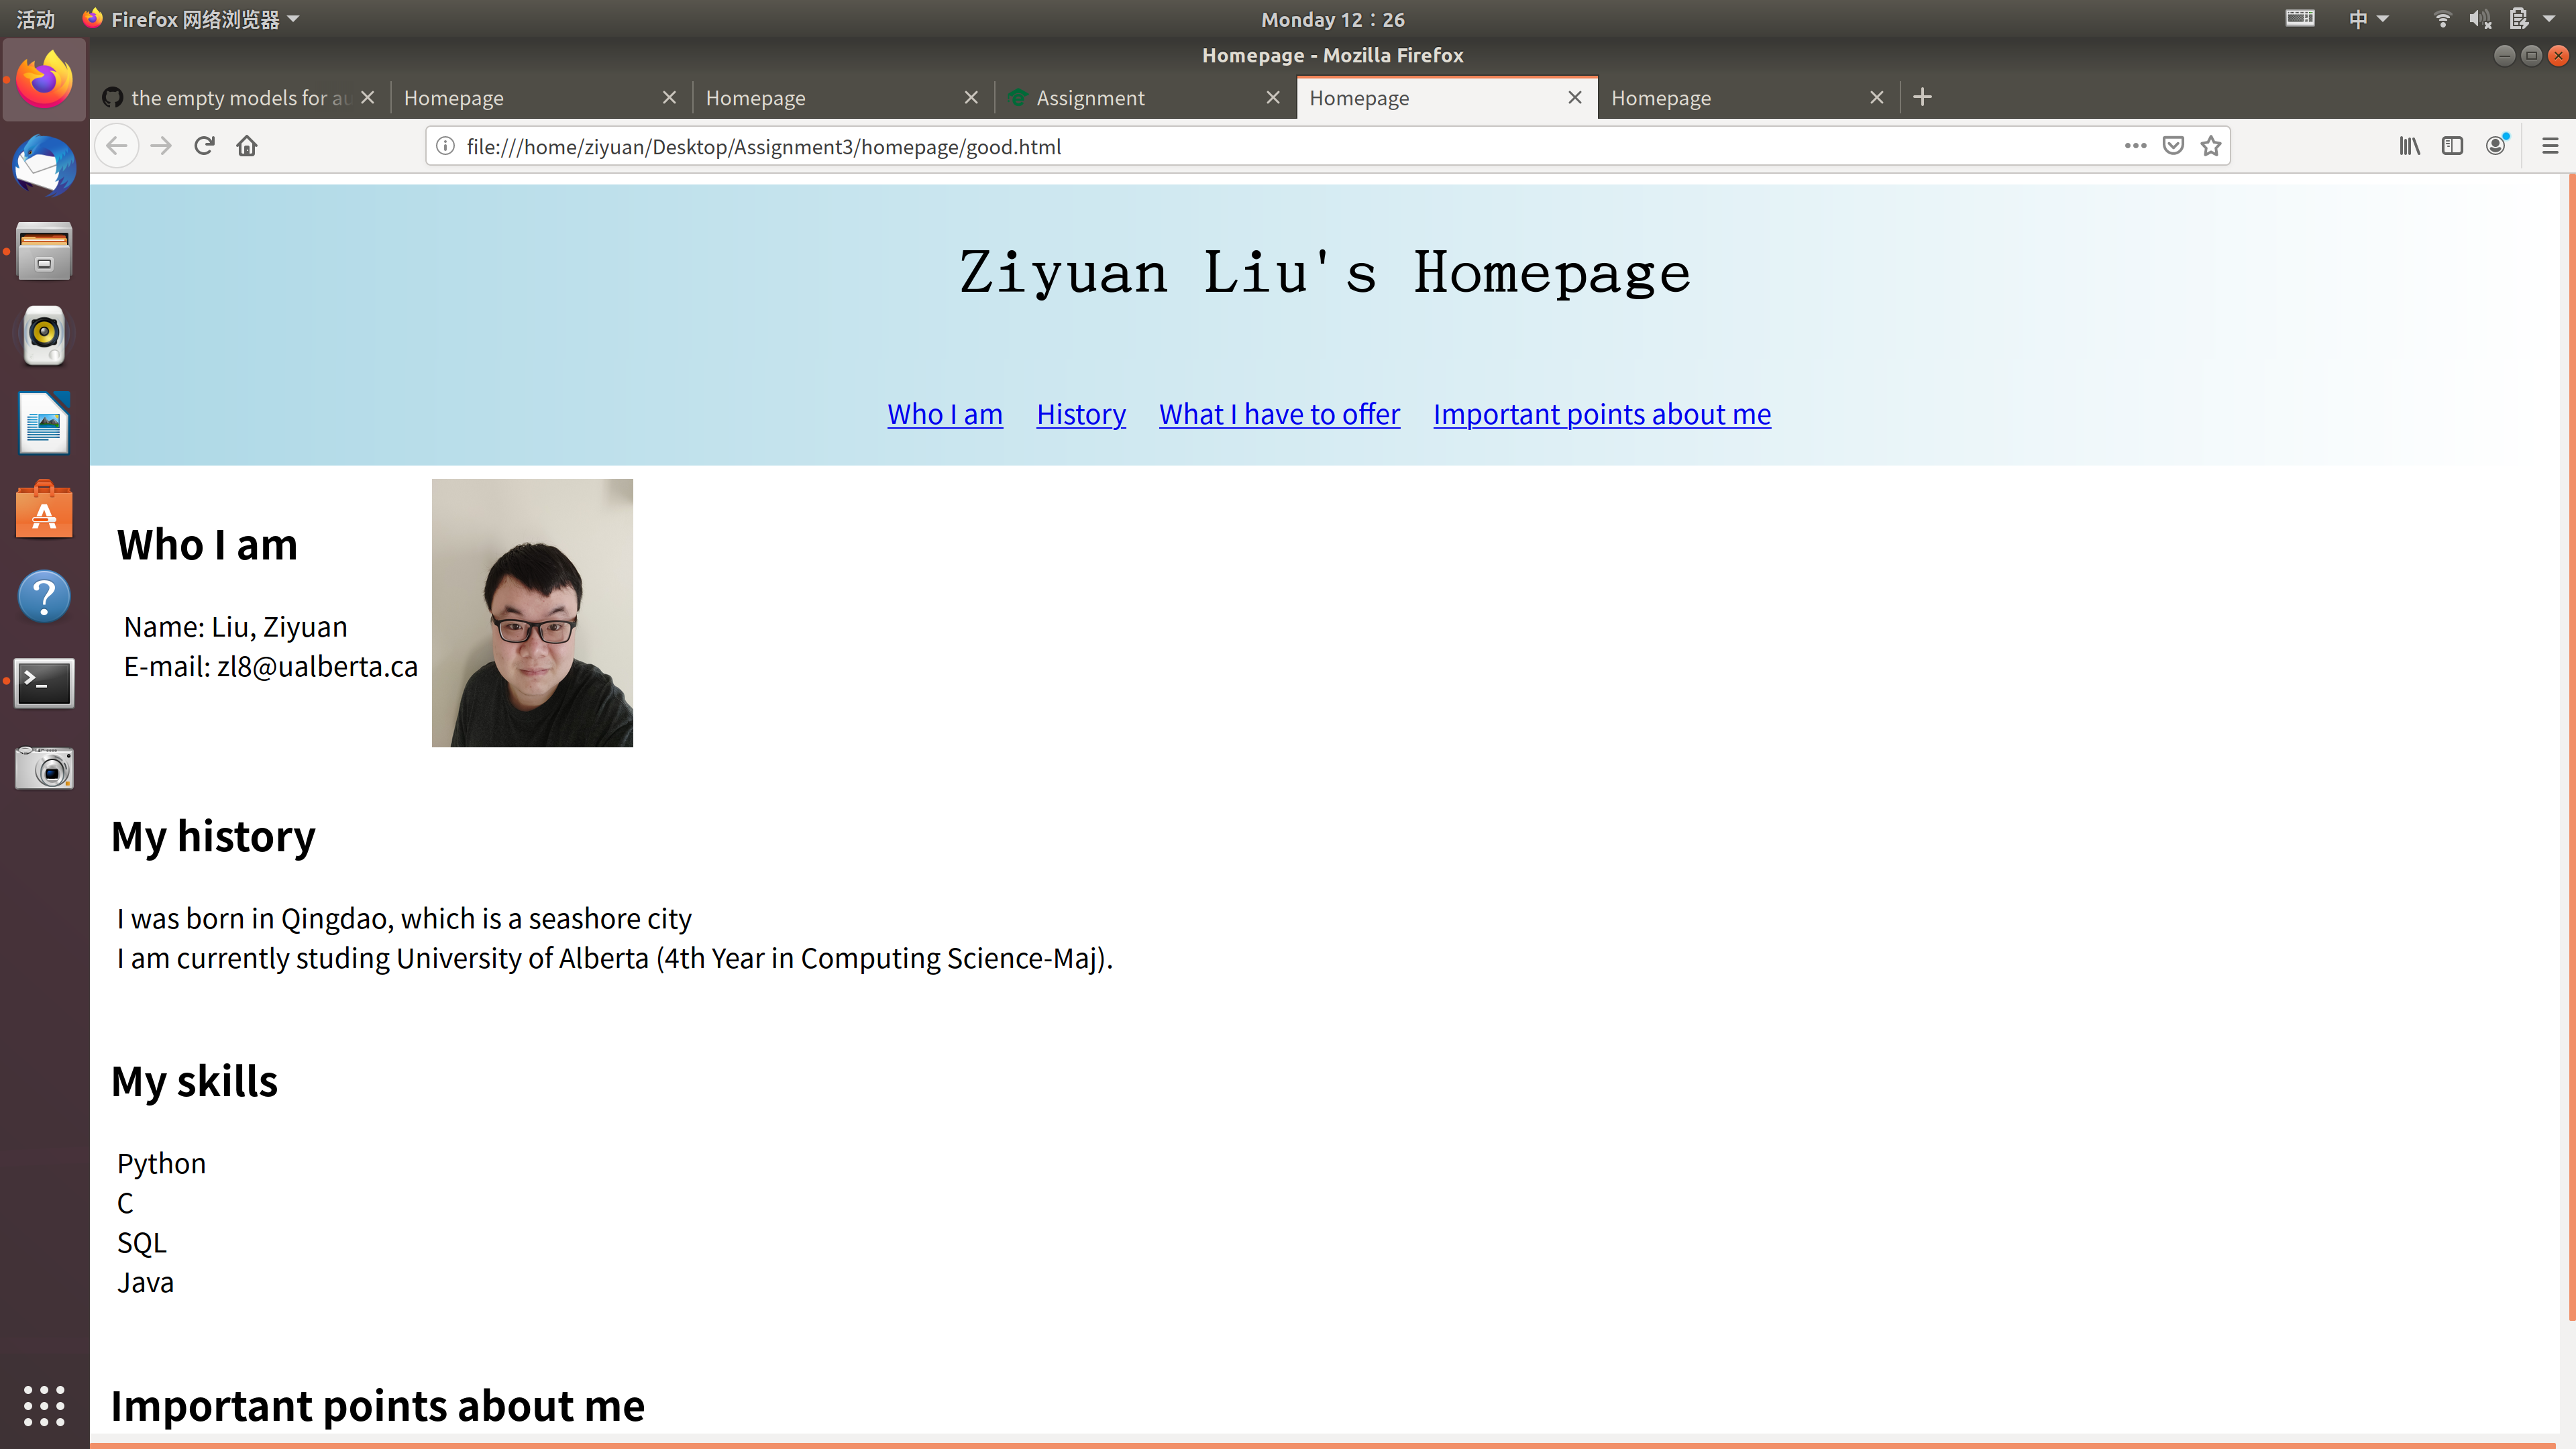 活动 Firefox 网络浏览器 Monday 12：26 中
Homepage - Mozilla Firefox
the empty models for Homepage Homepage Assignment Homepage Homepage
file:///home/ziyuan/Desktop/Assignment3/homepage/good.html
Ziyuan Liu's Homepage
Who I am History What I have to offer Important points about me
Who I am
Name: Liu, Ziyuan
E-mail: zl8@ualberta.ca
My history
I was born in Qingdao, which is a seashore city
I am currently studing University of Alberta (4th Year in Computing Science-Maj).
My skills
Python
C
SQL
Java
Important points about me